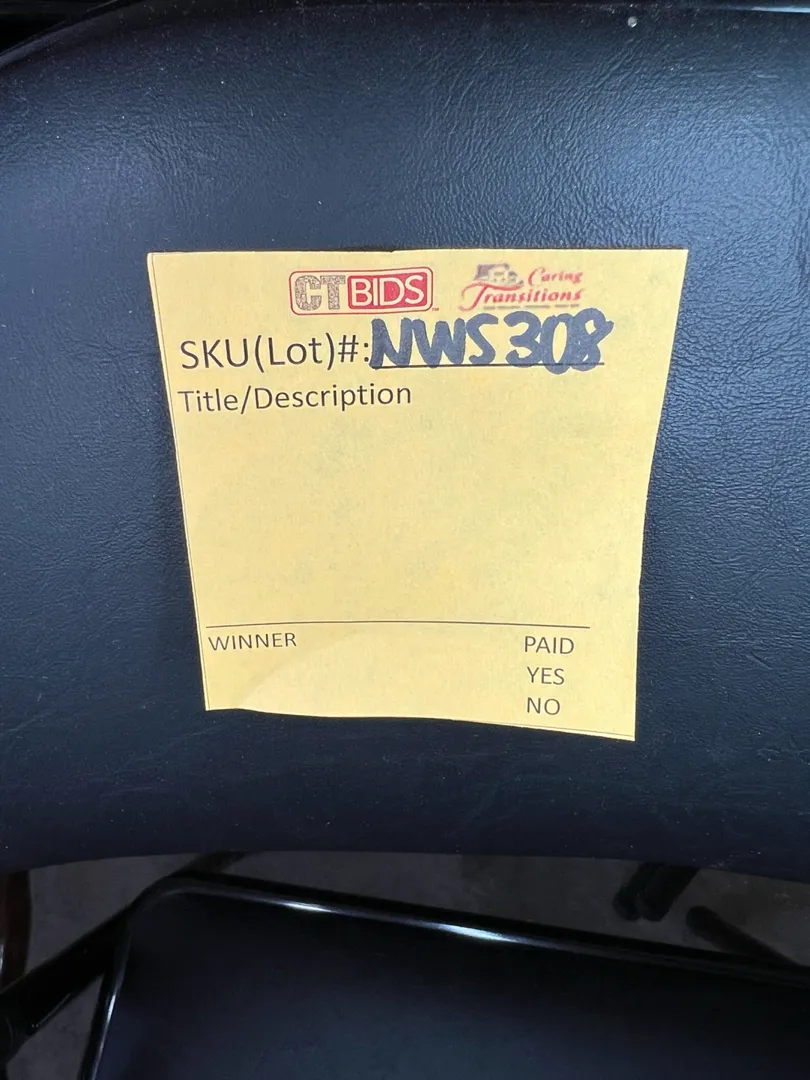 CTBIDS Caring Transitions
SKU(Lot)#: NWS308
Title/Description
WINNER PAID
YES
NO